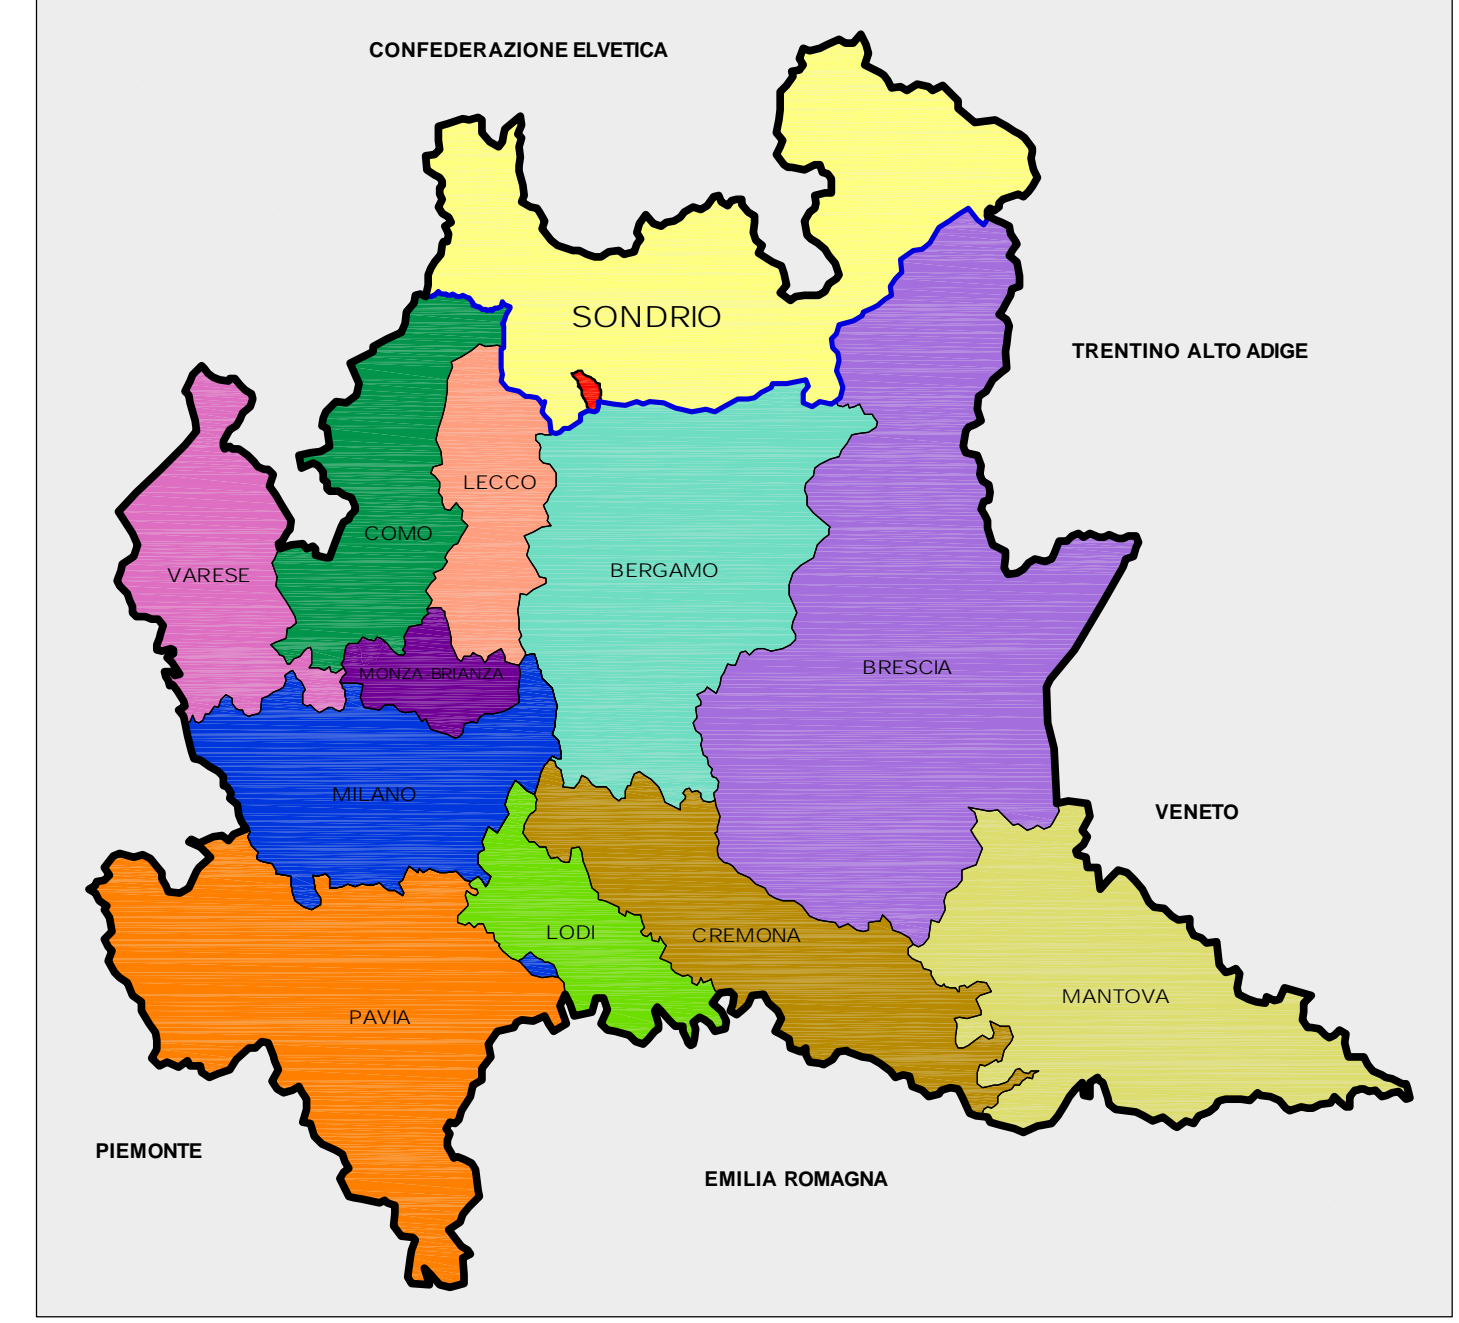 CONFEDERAZIONE ELVETICA
SONDRIO
TRENTINO ALTO ADIGE
LECCO
COMO
BERGAMO
VARESE
BRESCIA
MONZA-BRIANZA
MILANO
VENETO
LODI
CREMONA
MANTOVA
PAVIA
PIEMONTE
EMILIA ROMAGNA